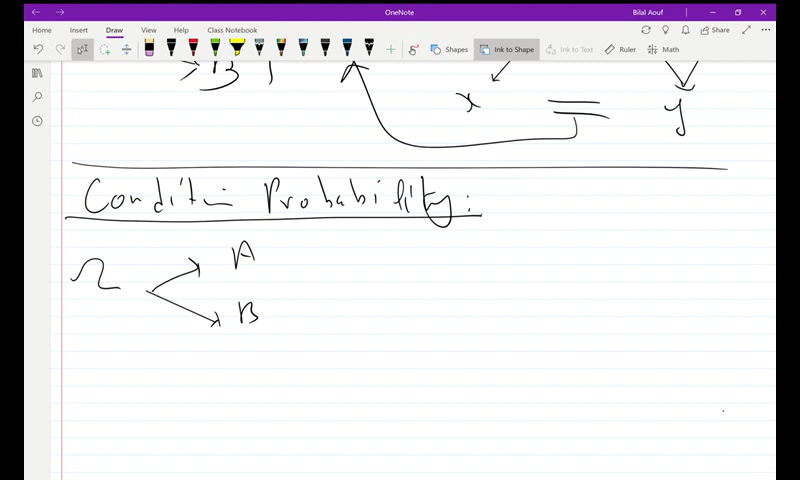 OneNote
Bilal Aouf
Home Insert Draw View Help Class Notebook
Share
Shapes Ink to Shape Ink to Text Ruler Math
B
x
y
Condition Probability:
Ω
A
B